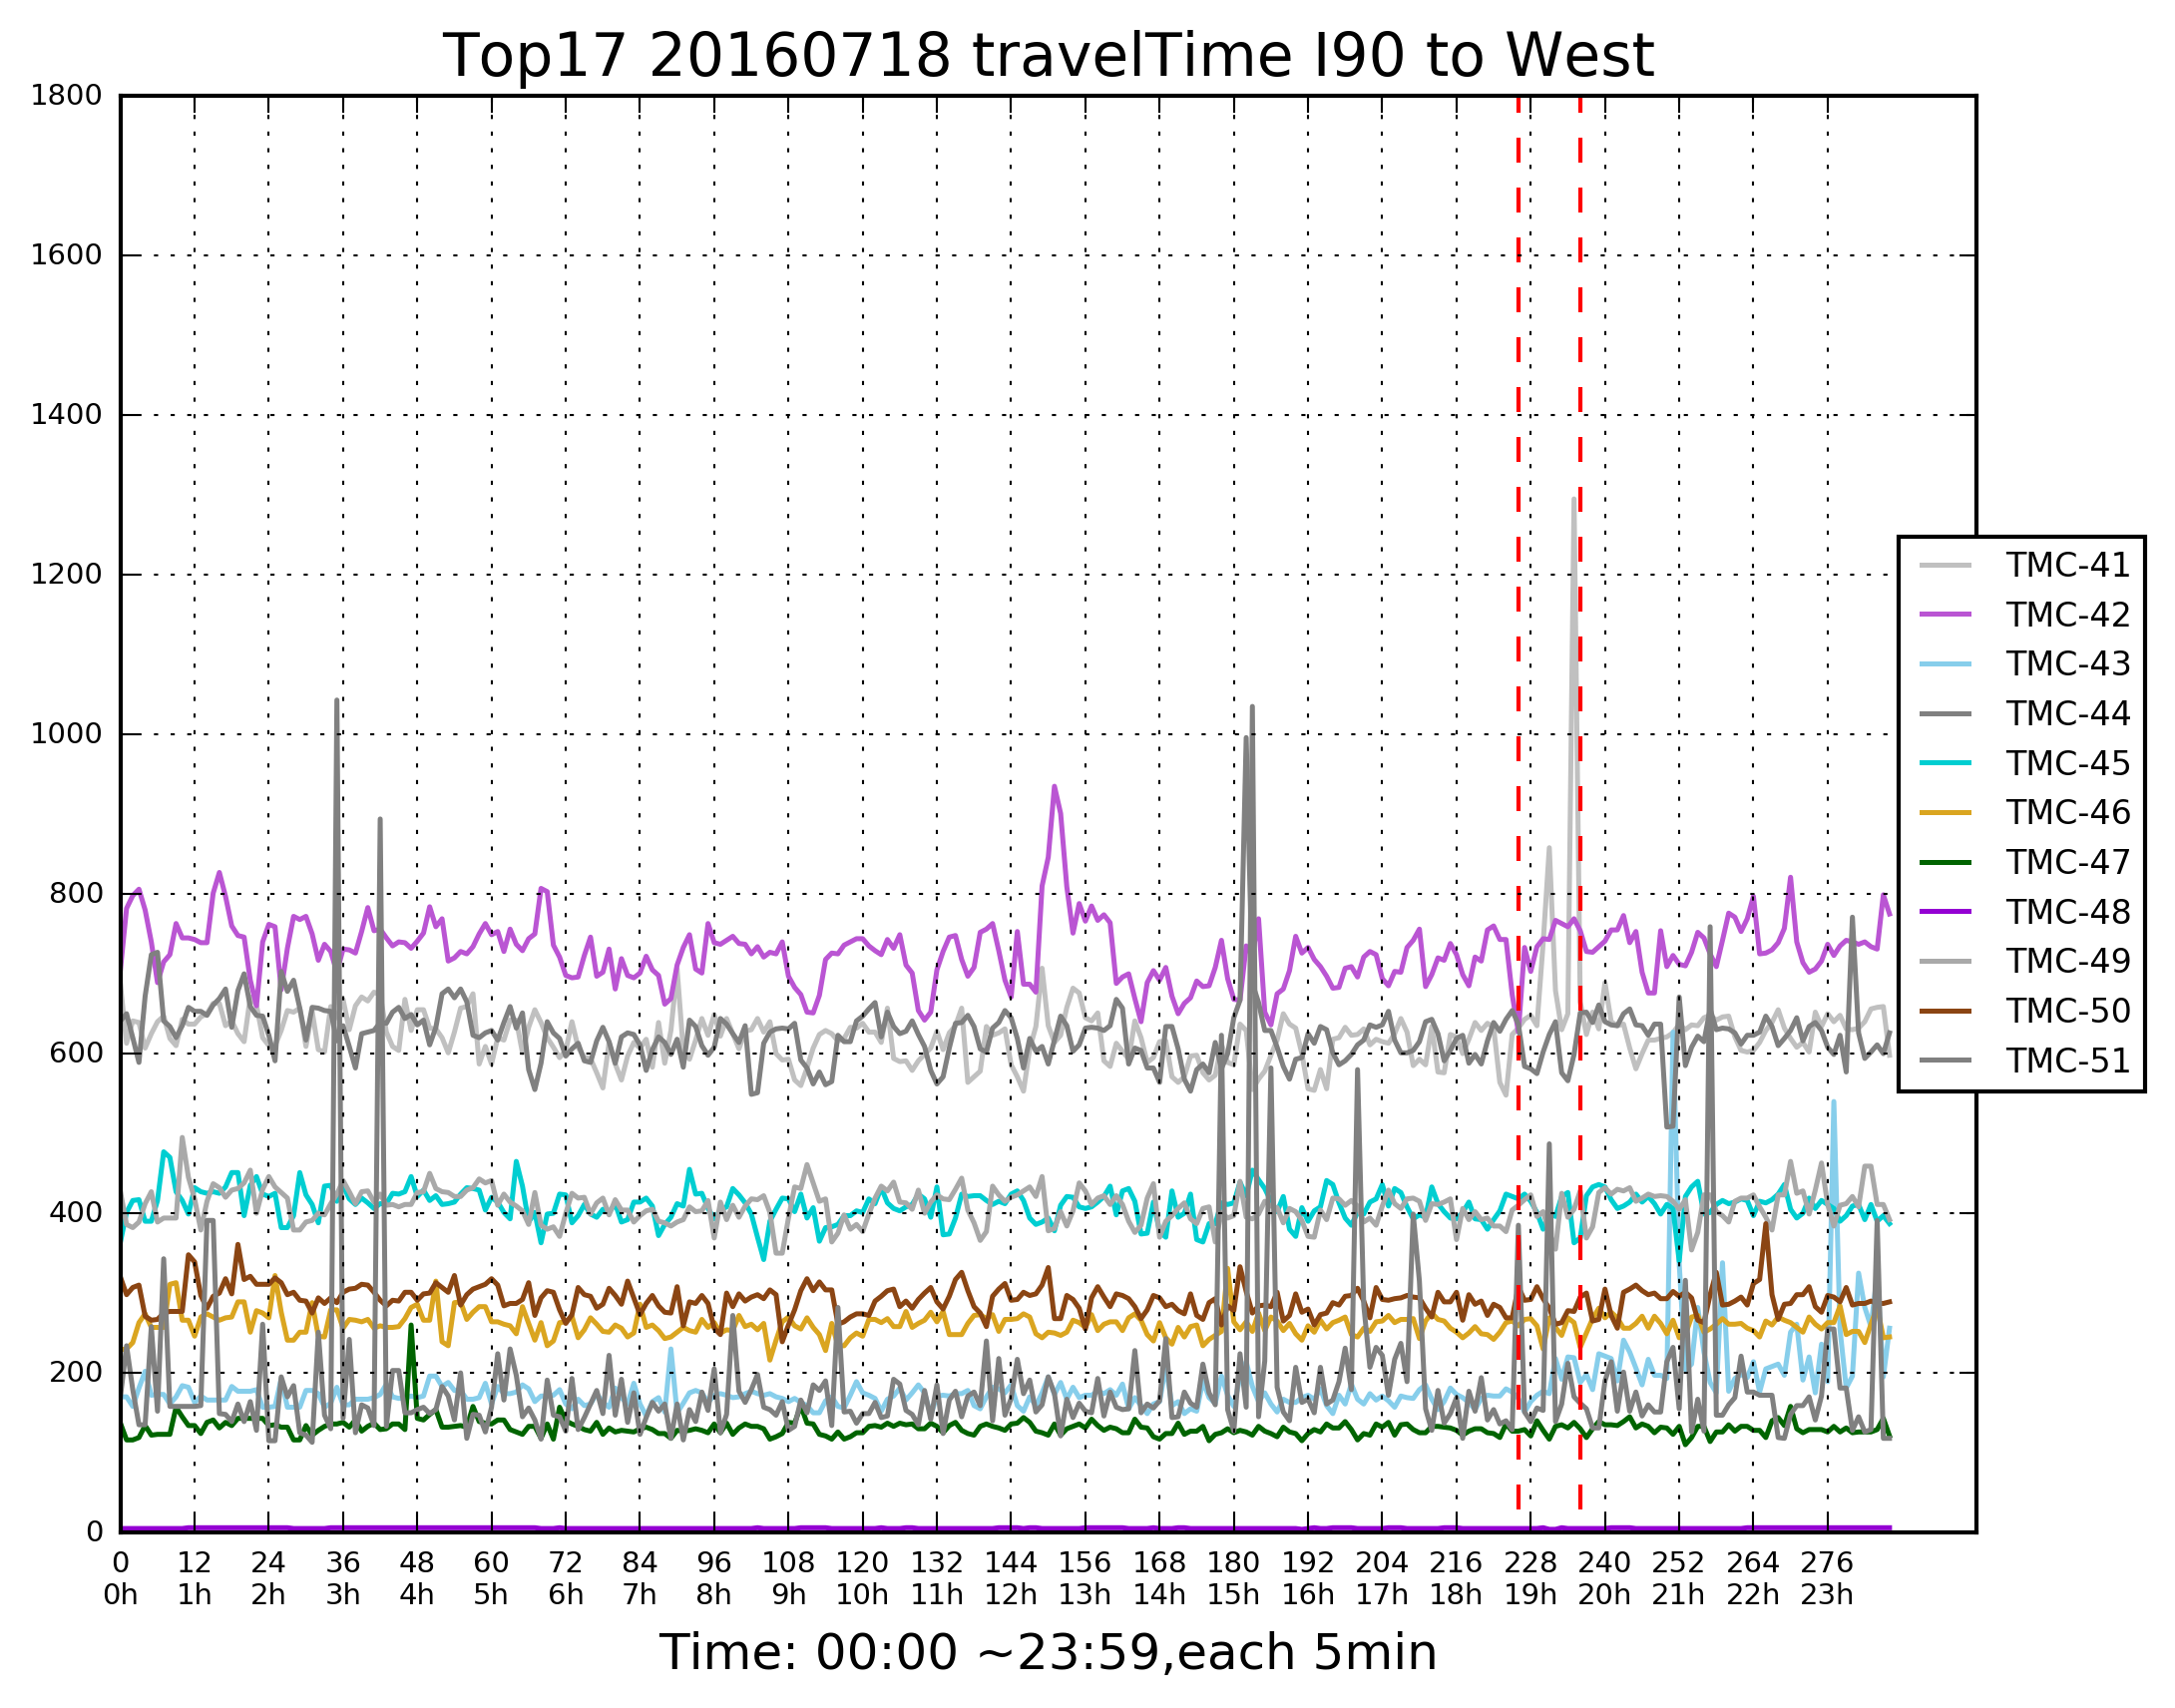 Top17 20160718 travelTime I90 to West
1800
1600
1400
1200
1000
800
600
400
200
0
TMC-41
TMC-42
TMC-43
TMC-44
TMC-45
TMC-46
TMC-47
TMC-48
TMC-49
TMC-50
TMC-51
0 12 24 36 48 60 72 84 96 108 120 132 144 156 168 180 192 204 216 228 240 252 264 276
0h 1h 2h 3h 4h 5h 6h 7h 8h 9h 10h 11h 12h 13h 14h 15h 16h 17h 18h 19h 20h 21h 22h 23h
Time: 00:00 ~23:59,each 5min